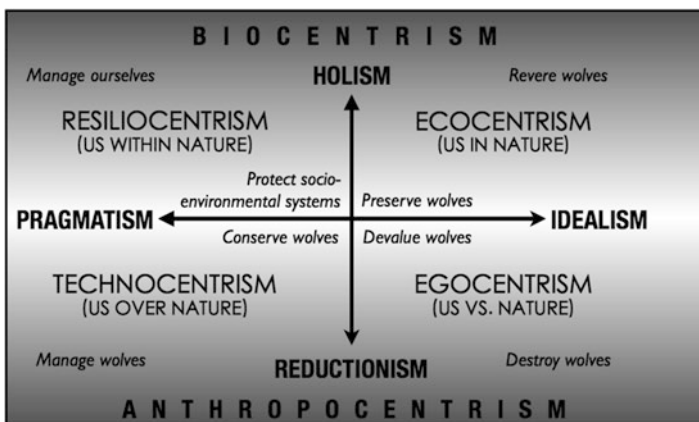 BIOCENTRISM
Manage ourselves
HOLISM
Revere wolves
RESILIOCENTRISM
(US WITHIN NATURE)
ECOCENTRISM
(US IN NATURE)
Protect socio-
environmental systems
Preserve wolves
PRAGMATISM
IDEALISM
Conserve wolves
Devalue wolves
TECHNOCENTRISM
(US OVER NATURE)
EGOCENTRISM
(US VS. NATURE)
Manage wolves
REDUCTIONISM
Destroy wolves
ANTHROPOCENTRISM